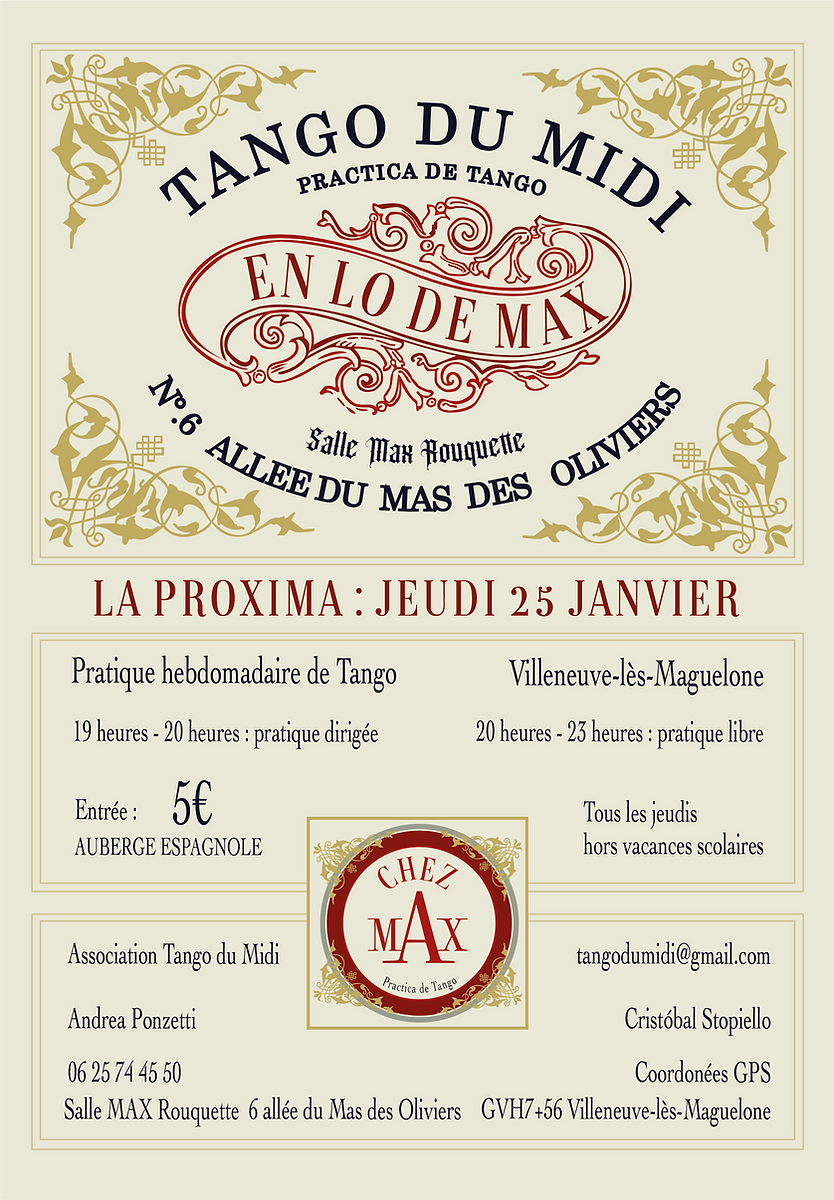 TANGO DU MIDI
PRACTICA DE TANGO
EN LO DE MAX
Salle Max Rouquette
Nº.6 ALLEE DU MAS DES OLIVIERS
LA PROXIMA : JEUDI 25 JANVIER
Pratique hebdomadaire de Tango
Villeneuve-lès-Maguelone
19 heures - 20 heures : pratique dirigée
20 heures - 23 heures : pratique libre
Entrée : 5€
AUBERGE ESPAGNOLE
Tous les jeudis
hors vacances scolaires
CHEZ
MAX
Practica de Tango
Association Tango du Midi
tangodumidi@gmail.com
Andrea Ponzetti
Cristóbal Stopiello
06 25 74 45 50
Coordonées GPS
Salle MAX Rouquette 6 allée du Mas des Oliviers
GVH7+56 Villeneuve-lès-Maguelone